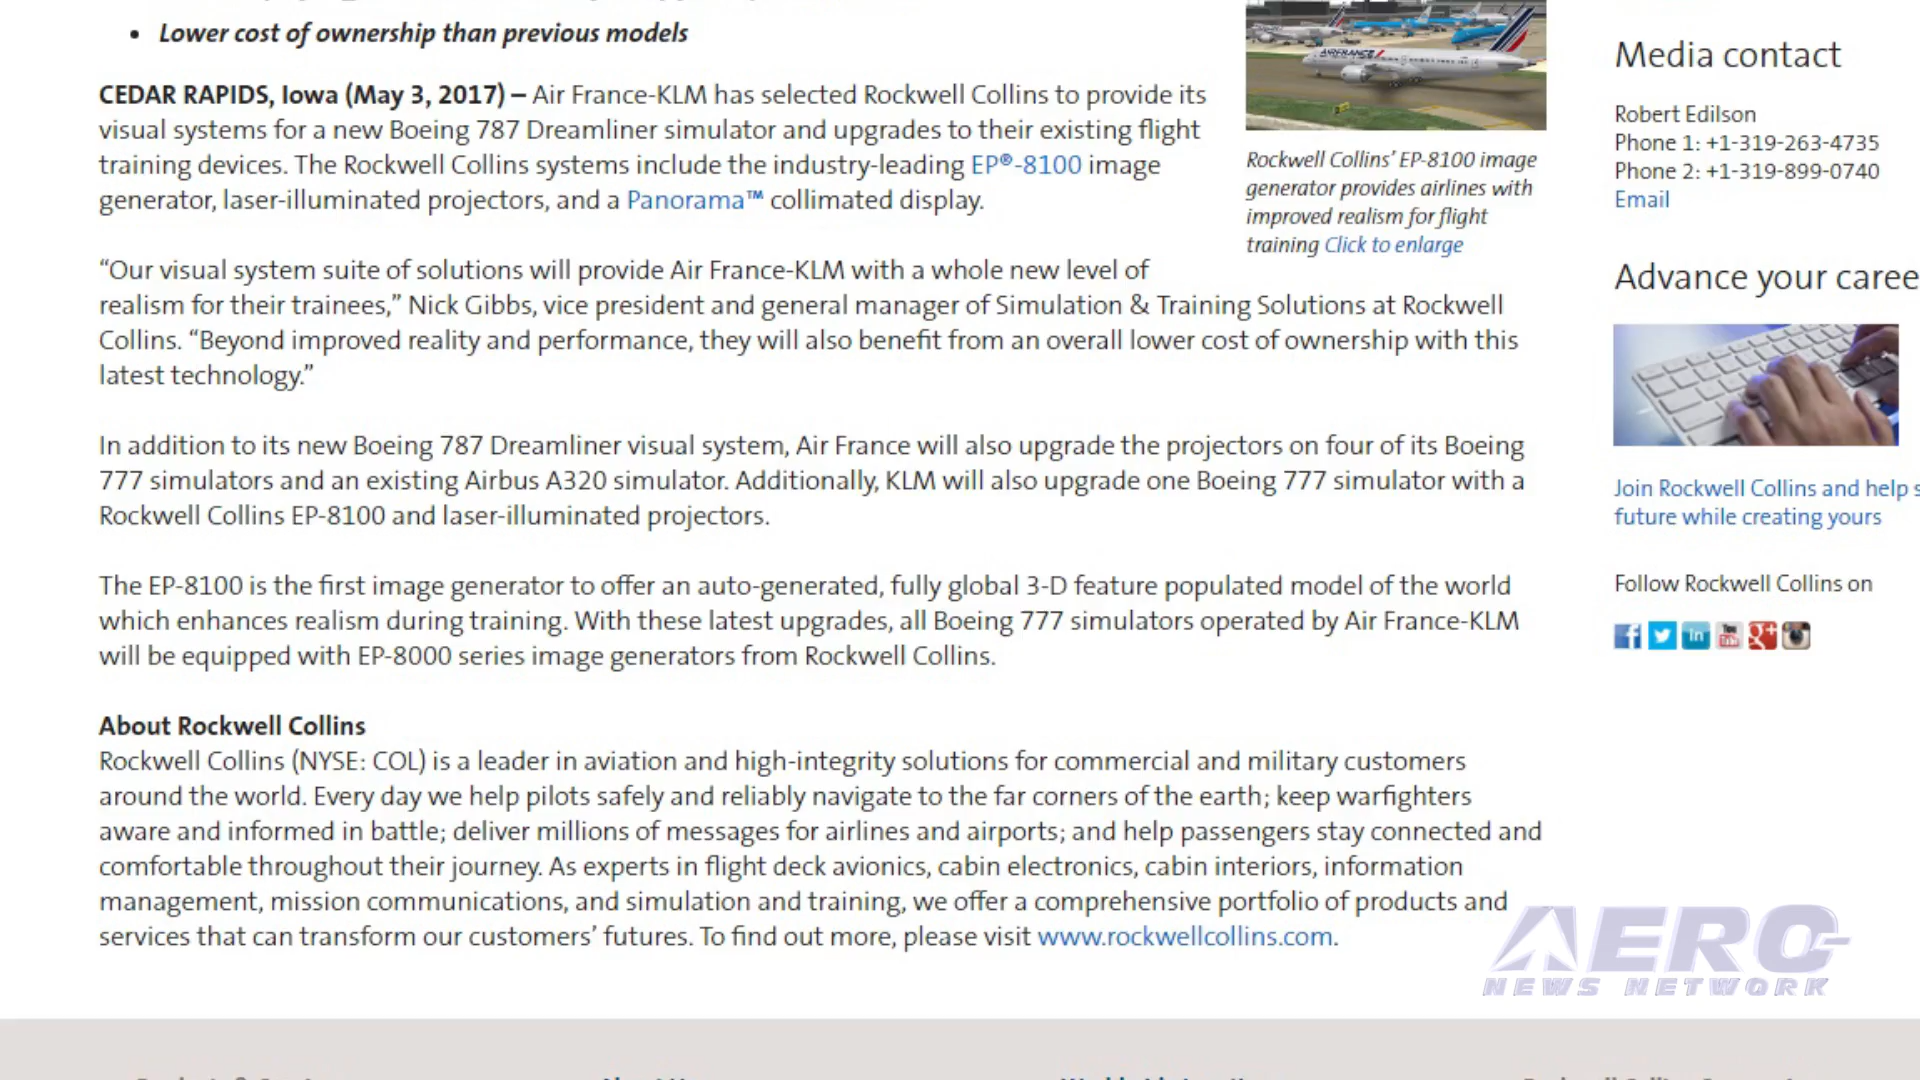 Lower cost of ownership than previous models
CEDAR RAPIDS, Iowa (May 3, 2017) – Air France-KLM has selected Rockwell Collins to provide its
visual systems for a new Boeing 787 Dreamliner simulator and upgrades to their existing flight
training devices. The Rockwell Collins systems include the industry-leading EP®-8100 image
generator, laser-illuminated projectors, and a Panorama™ collimated display.
“Our visual system suite of solutions will provide Air France-KLM with a whole new level of
realism for their trainees,” Nick Gibbs, vice president and general manager of Simulation & Training Solutions at Rockwell
Collins. “Beyond improved reality and performance, they will also benefit from an overall lower cost of ownership with this
latest technology.”
In addition to its new Boeing 787 Dreamliner visual system, Air France will also upgrade the projectors on four of its Boeing
777 simulators and an existing Airbus A320 simulator. Additionally, KLM will also upgrade one Boeing 777 simulator with a
Rockwell Collins EP-8100 and laser-illuminated projectors.
The EP-8100 is the first image generator to offer an auto-generated, fully global 3-D feature populated model of the world
which enhances realism during training. With these latest upgrades, all Boeing 777 simulators operated by Air France-KLM
will be equipped with EP-8000 series image generators from Rockwell Collins.
About Rockwell Collins
Rockwell Collins (NYSE: COL) is a leader in aviation and high-integrity solutions for commercial and military customers
around the world. Every day we help pilots safely and reliably navigate to the far corners of the earth; keep warfighters
aware and informed in battle; deliver millions of messages for airlines and airports; and help passengers stay connected and
comfortable throughout their journey. As experts in flight deck avionics, cabin electronics, cabin interiors, information
management, mission communications, and simulation and training, we offer a comprehensive portfolio of products and
services that can transform our customers’ futures. To find out more, please visit www.rockwellcollins.com.
AIRFRANCE
Rockwell Collins’ EP-8100 image
generator provides airlines with
improved realism for flight
training Click to enlarge
Media contact
Robert Edilson
Phone 1: +1-319-263-4735
Phone 2: +1-319-899-0740
Email
Advance your caree
Join Rockwell Collins and help s
future while creating yours
Follow Rockwell Collins on
AERO
NEWS NETWORK